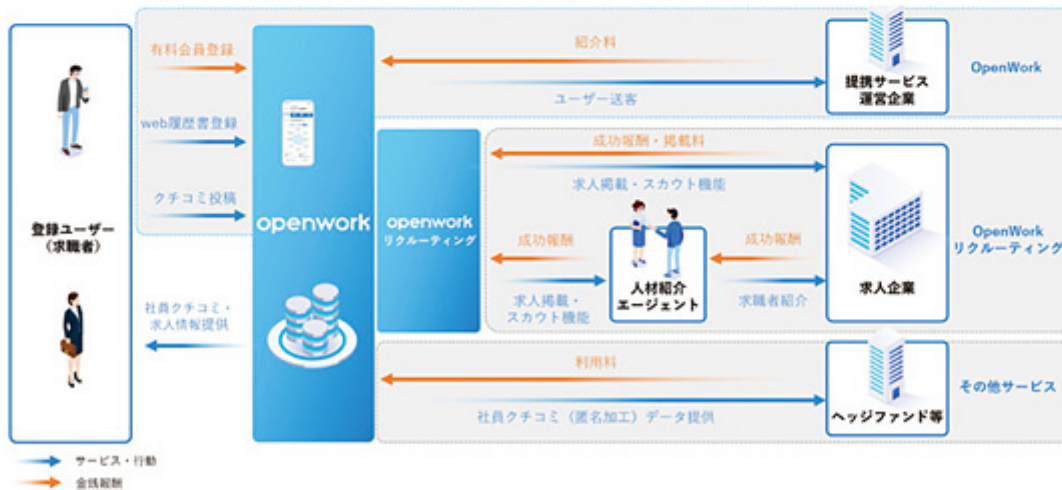 有料会員登録
web履歴書登録
クチコミ投稿
登録ユーザー
(求職者)
社員クチコミ・
求人情報提供
openwork
openwork
リクルーティング
紹介料
ユーザー送客
提携サービス
運営企業
OpenWork
成功報酬・掲載料
求人掲載・スカウト機能
成功報酬
求人掲載・
スカウト機能
人材紹介
エージェント
成功報酬
求職者紹介
求人企業
OpenWork
リクルーティング
利用料
社員クチコミ（匿名加工）データ提供
ヘッジファンド等
その他サービス
サービス・行動
金銭報酬